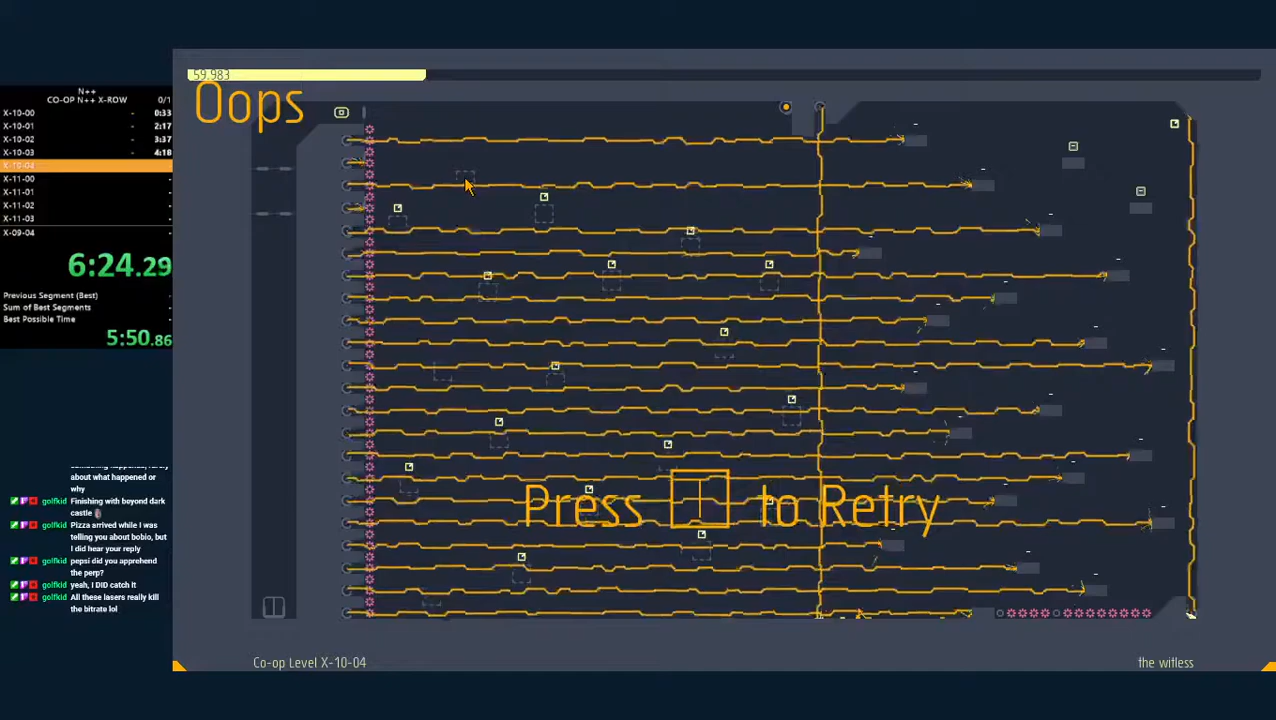 59.983
Oops
N++
CO-OP N++ X-ROW 0/1
X-10-00 - 0:33
X-10-01 - 2:17
X-10-02 - 3:37
X-10-03 - 4:18
X-10-04
X-11-00 -
X-11-01 -
X-11-02 -
X-11-03 -
X-09-04 -
6:24.29
Previous Segment (Best) -
Sum of Best Segments -
Best Possible Time -
5:50.86
about what happened or
why
golfkid Finishing with beyond dark
castle
golfkid Pizza arrived while I was
telling you about bobio, but
I did hear your reply
golfkid pepsi did you apprehend
the perp?
golfkid yeah, I DID catch it
golfkid All these lasers really kill
the bitrate lol
Press to Retry
Co-op Level X-10-04
the witless